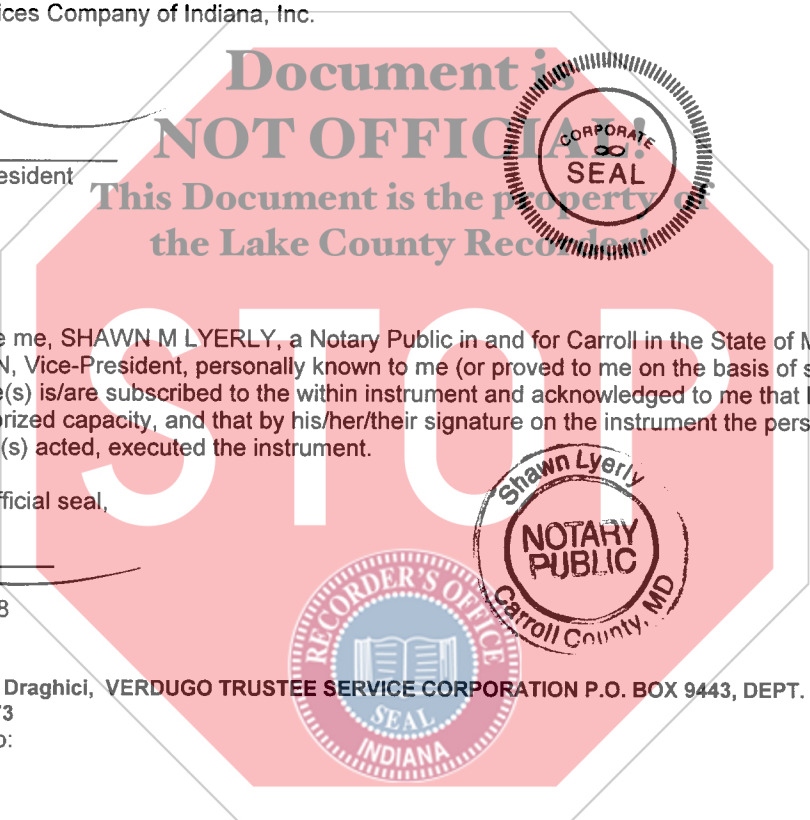 ices Company of Indiana, Inc.
Document is
NOT OFFICIAL!
CORPORATE
SEAL
esident
This Document is the property of
the Lake County Recorder!
STOP
e me, SHAWN M LYERLY, a Notary Public in and for Carroll in the State of M
N, Vice-President, personally known to me (or proved to me on the basis of s
e(s) is/are subscribed to the within instrument and acknowledged to me that
orized capacity, and that by his/her/their signature on the instrument the pers
(s) acted, executed the instrument.
Shawn Lyerly
NOTARY
PUBLIC
Carroll County, MD
fficial seal,
8
RECORDER'S OFFICE
SEAL
INDIANA
Draghici, VERDUGO TRUSTEE SERVICE CORPORATION P.O. BOX 9443, DEPT.
73
o: